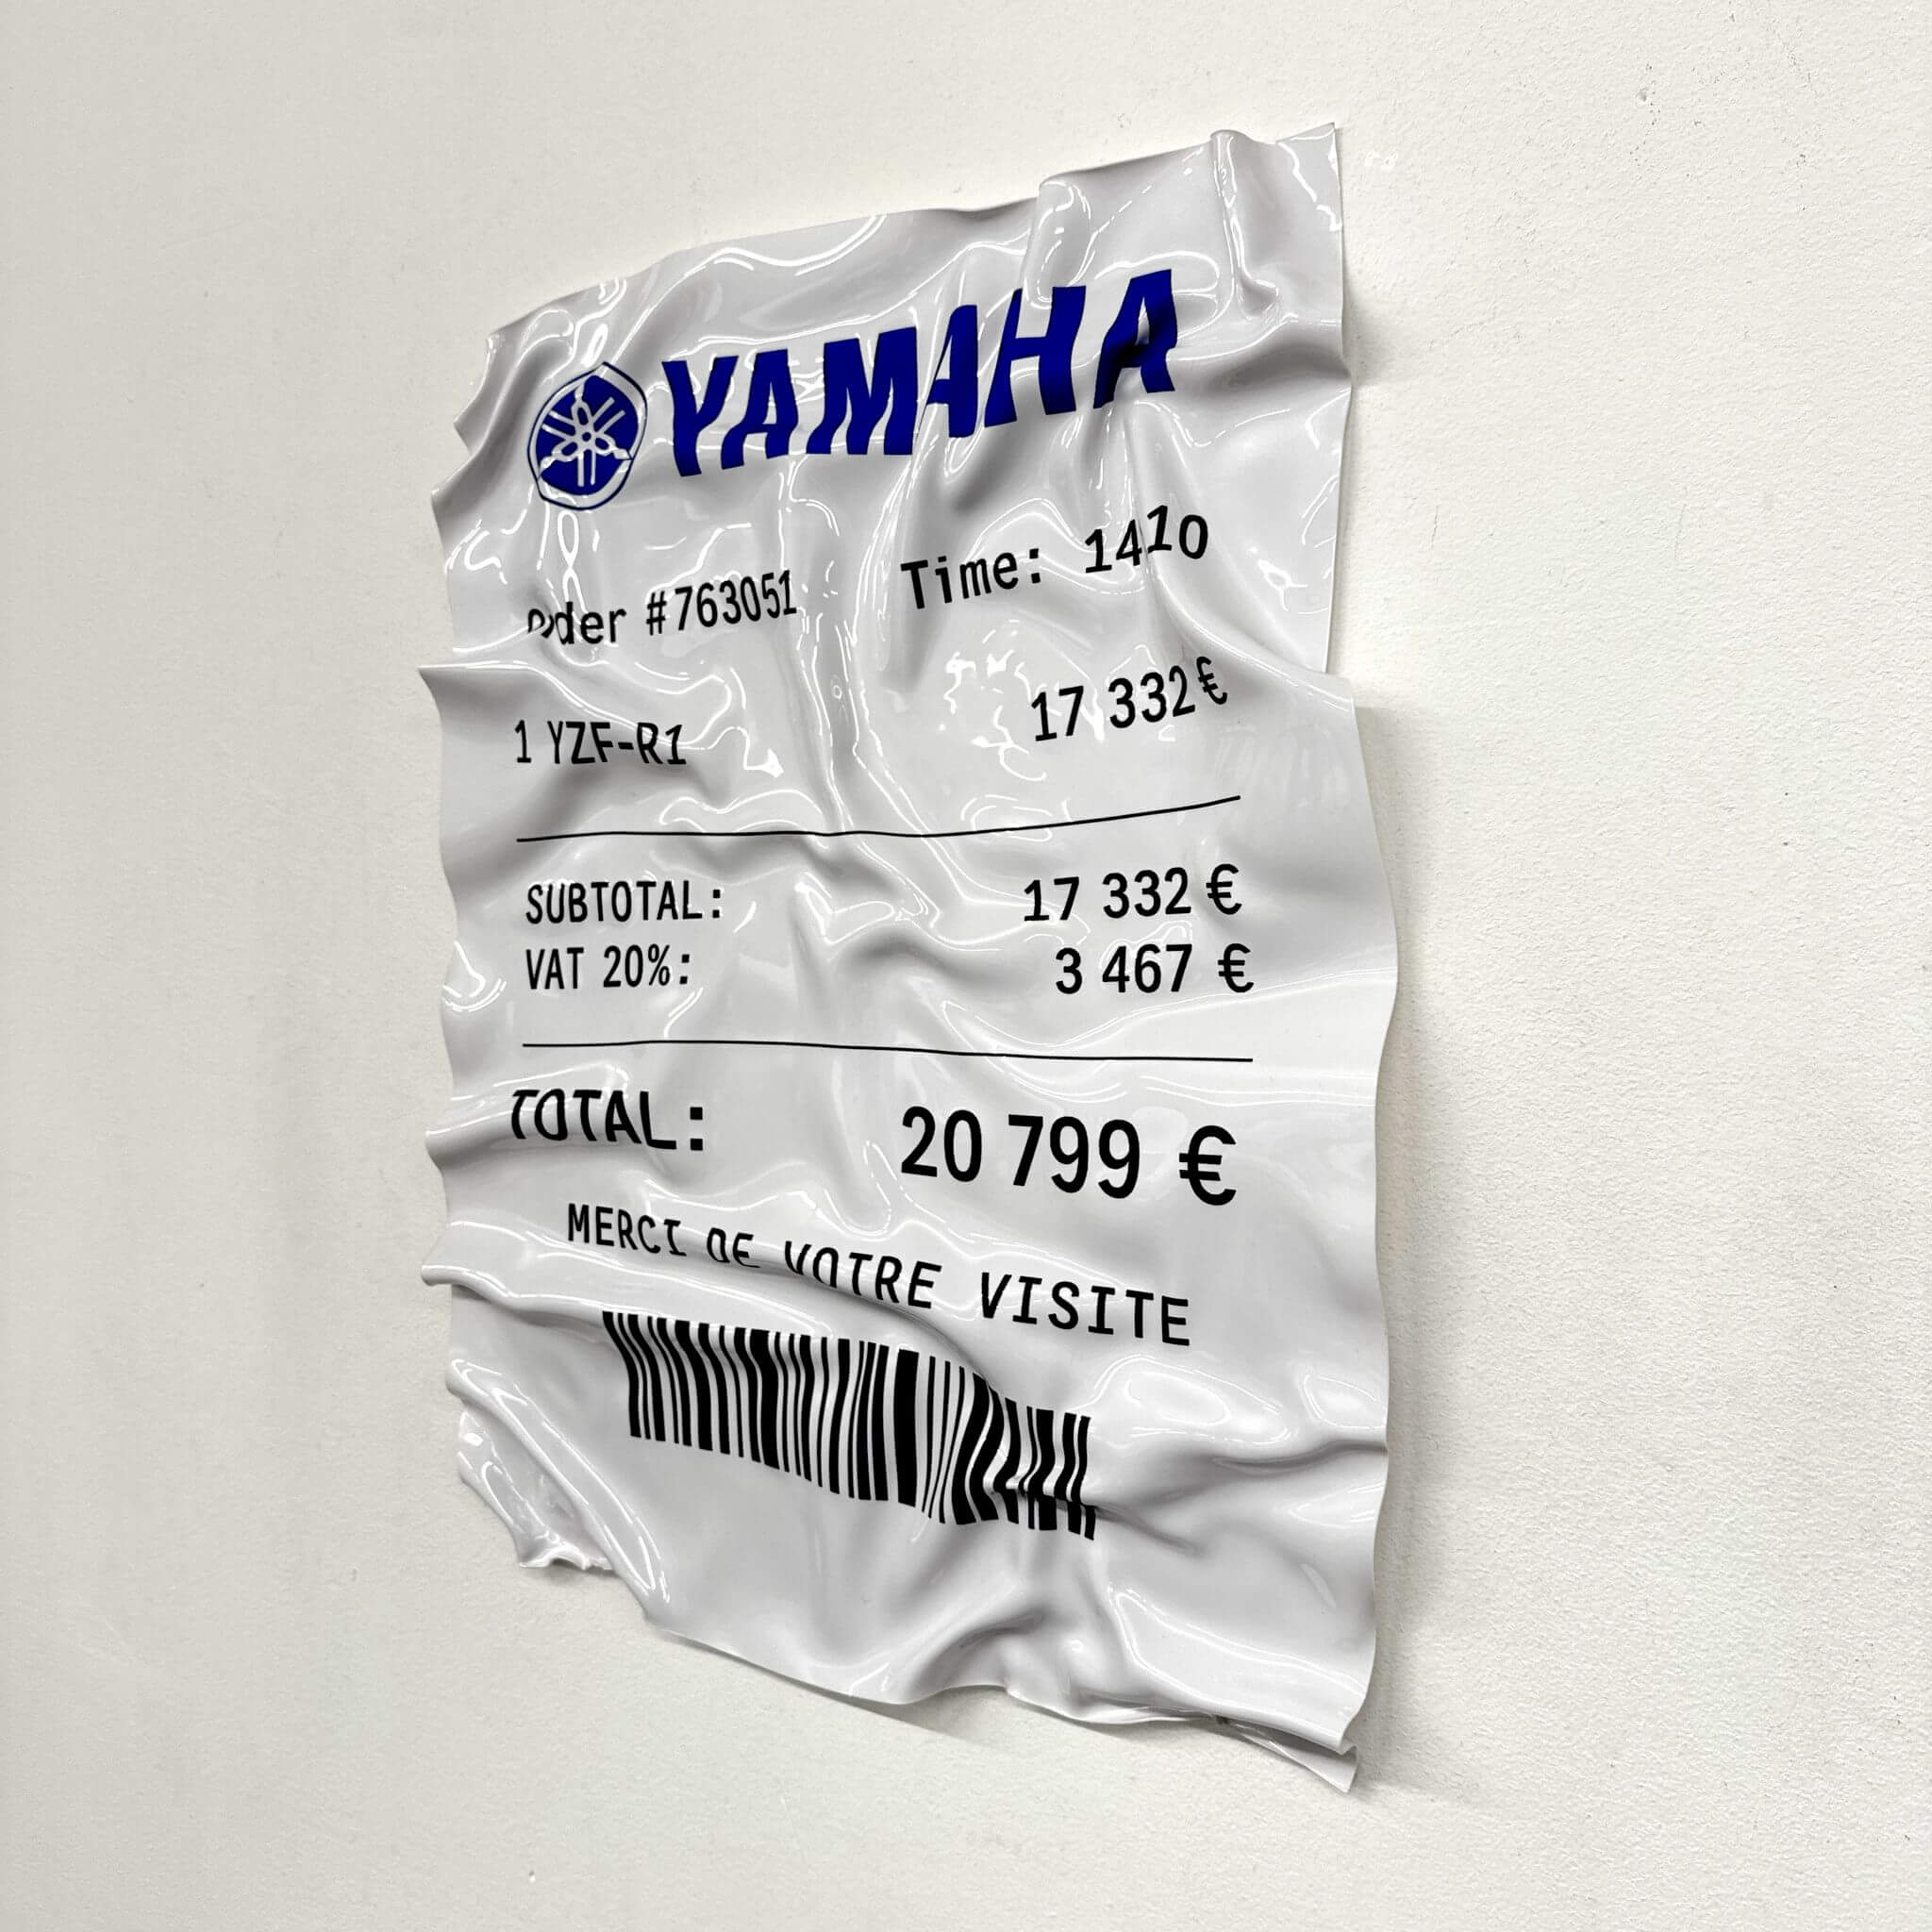 YAMAHA
Order #763051 Time: 1410
1 YZF-R1 17 332 €
SUBTOTAL: 17 332 €
VAT 20%: 3 467 €
TOTAL: 20 799 €
MERCI DE VOTRE VISITE